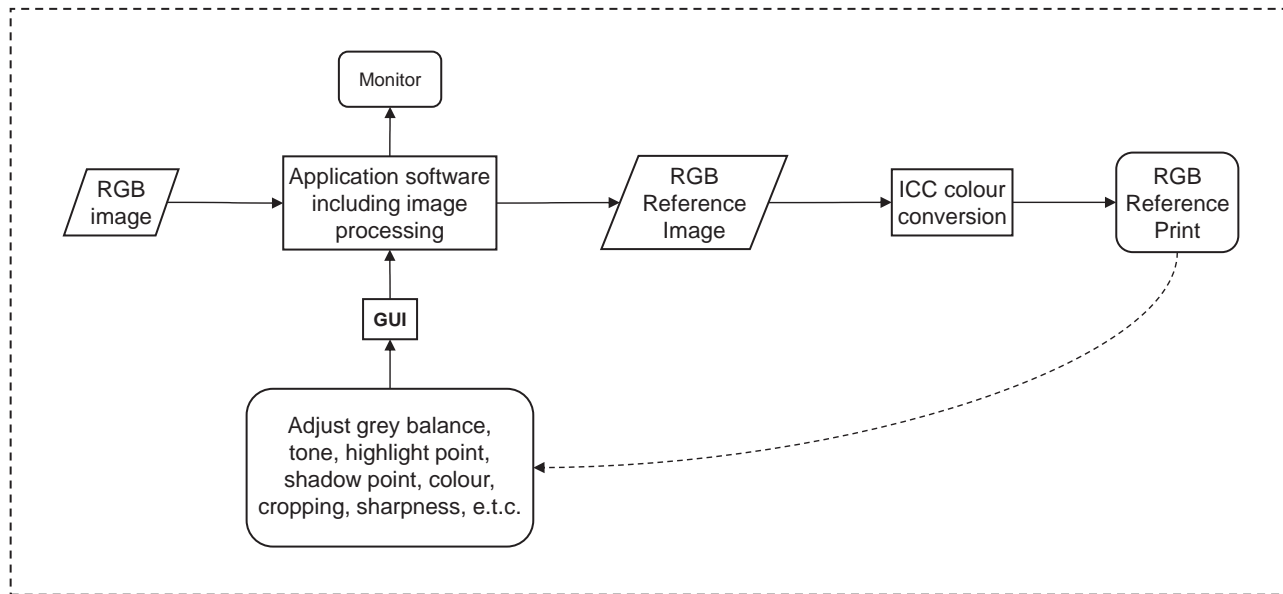 Monitor
RGB
image
Application software
including image
processing
RGB
Reference
Image
ICC colour
conversion
RGB
Reference
Print
GUI
Adjust grey balance,
tone, highlight point,
shadow point, colour,
cropping, sharpness, e.t.c.